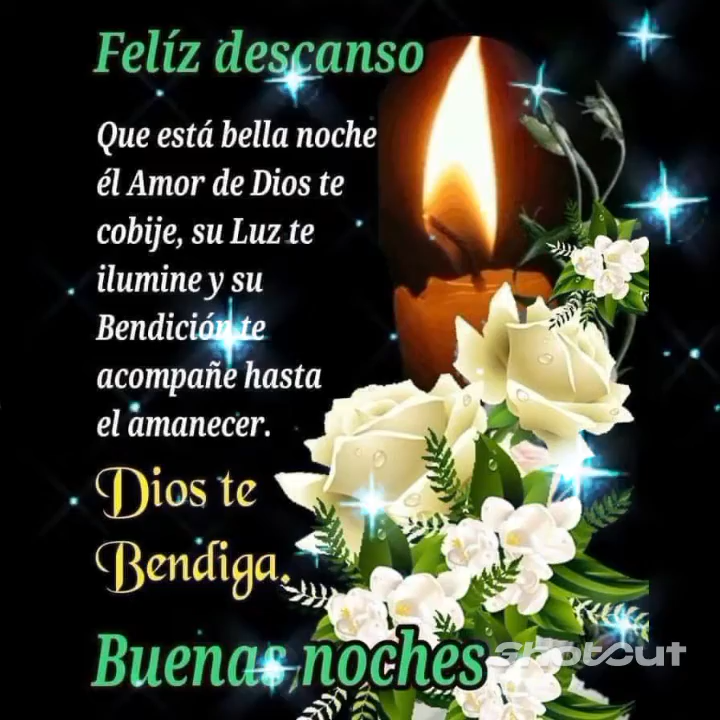 Felíz descanso
Que está bella noche
él Amor de Dios te
cobije, su Luz te
ilumine y su
Bendición te
acompañe hasta
el amanecer.
Dios te
Bendiga.
Buenas noches
shotcut